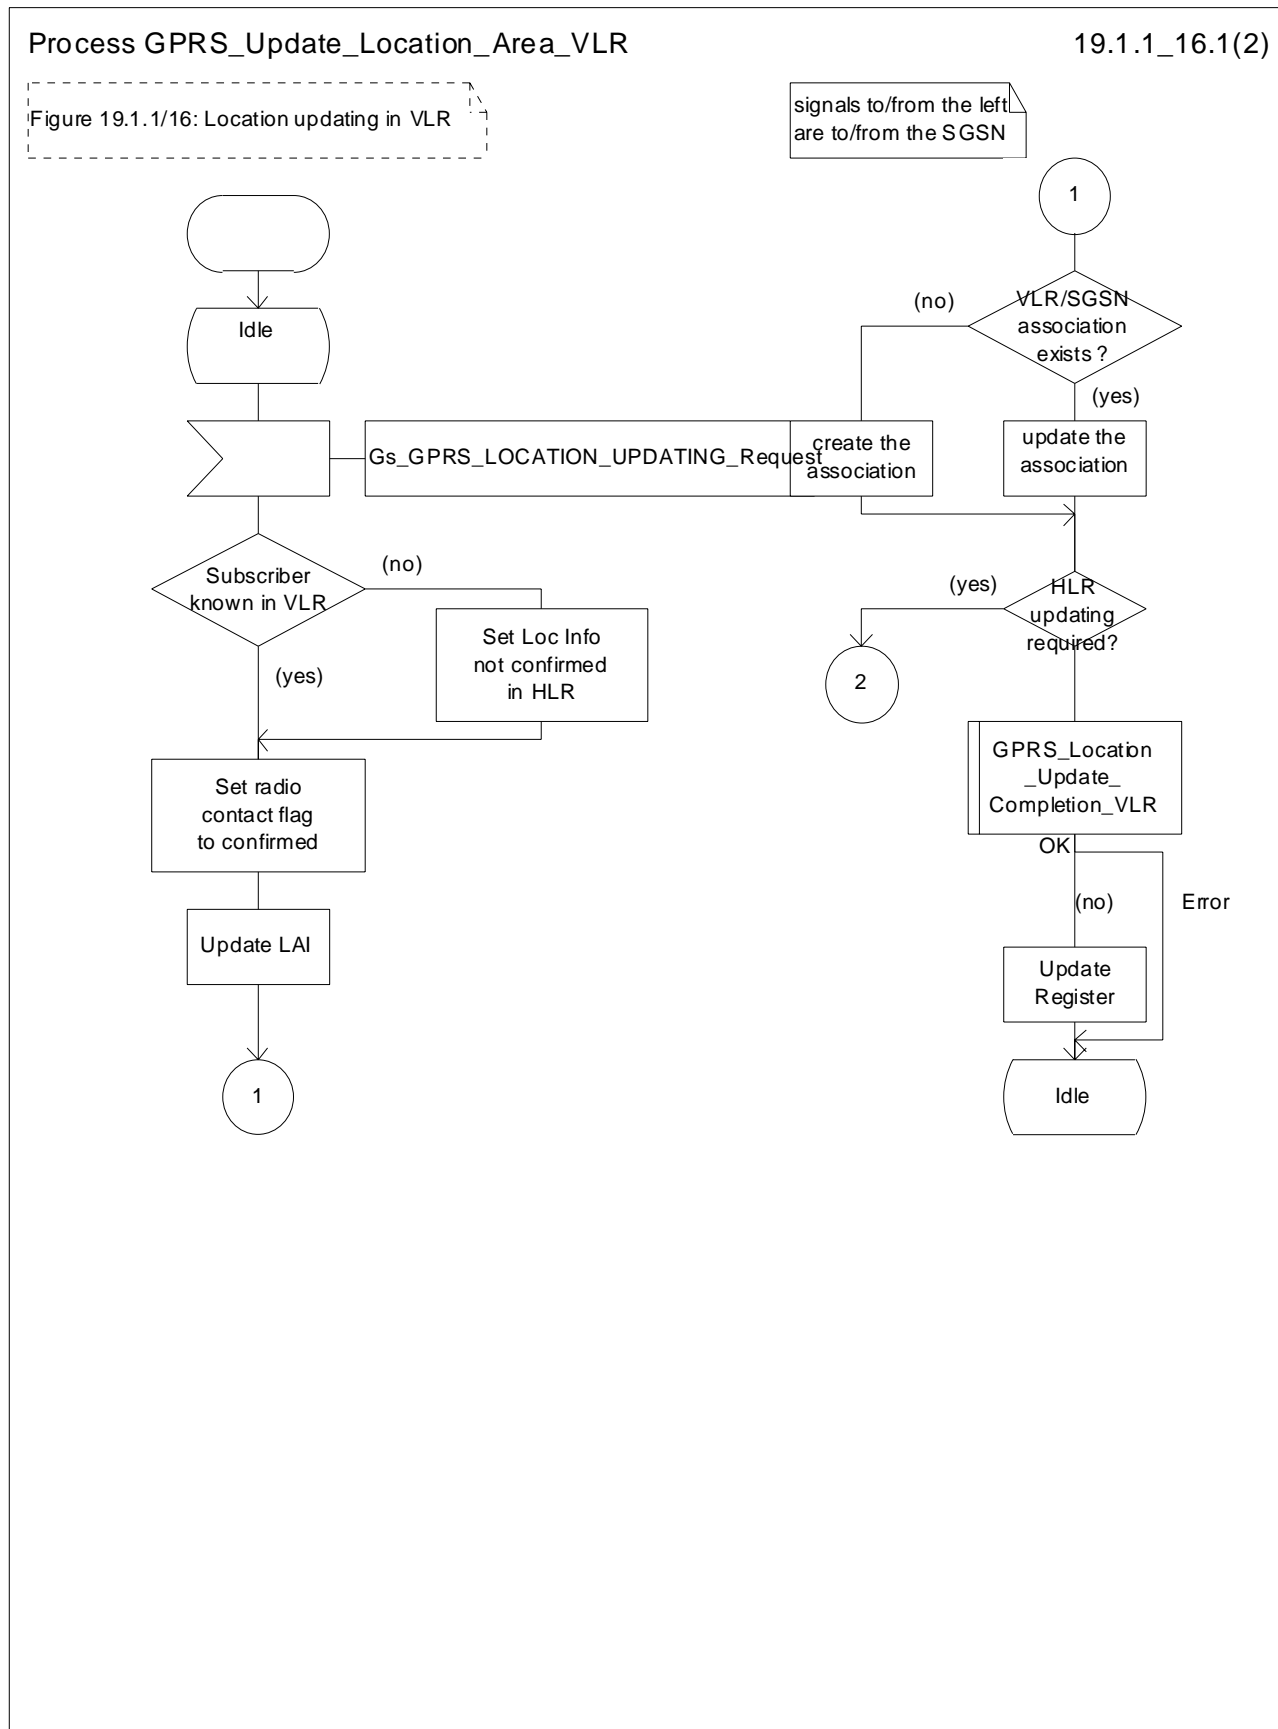 Process GPRS_Update_Location_Area_VLR
19.1.1_16.1(2)
Figure 19.1.1/16: Location updating in VLR
signals to/from the left
are to/from the SGSN
Idle
Gs_GPRS_LOCATION_UPDATING_Request
Subscriber
known in VLR
(no)
Set Loc Info
not confirmed
in HLR
(yes)
Set radio
contact flag
to confirmed
Update LAI
1
1
VLR/SGSN
association
exists ?
(no)
(yes)
create the
association
update the
association
HLR
updating
required?
(yes)
2
GPRS_Location
_Update_
Completion_VLR
OK
(no)
Error
Update
Register
Idle